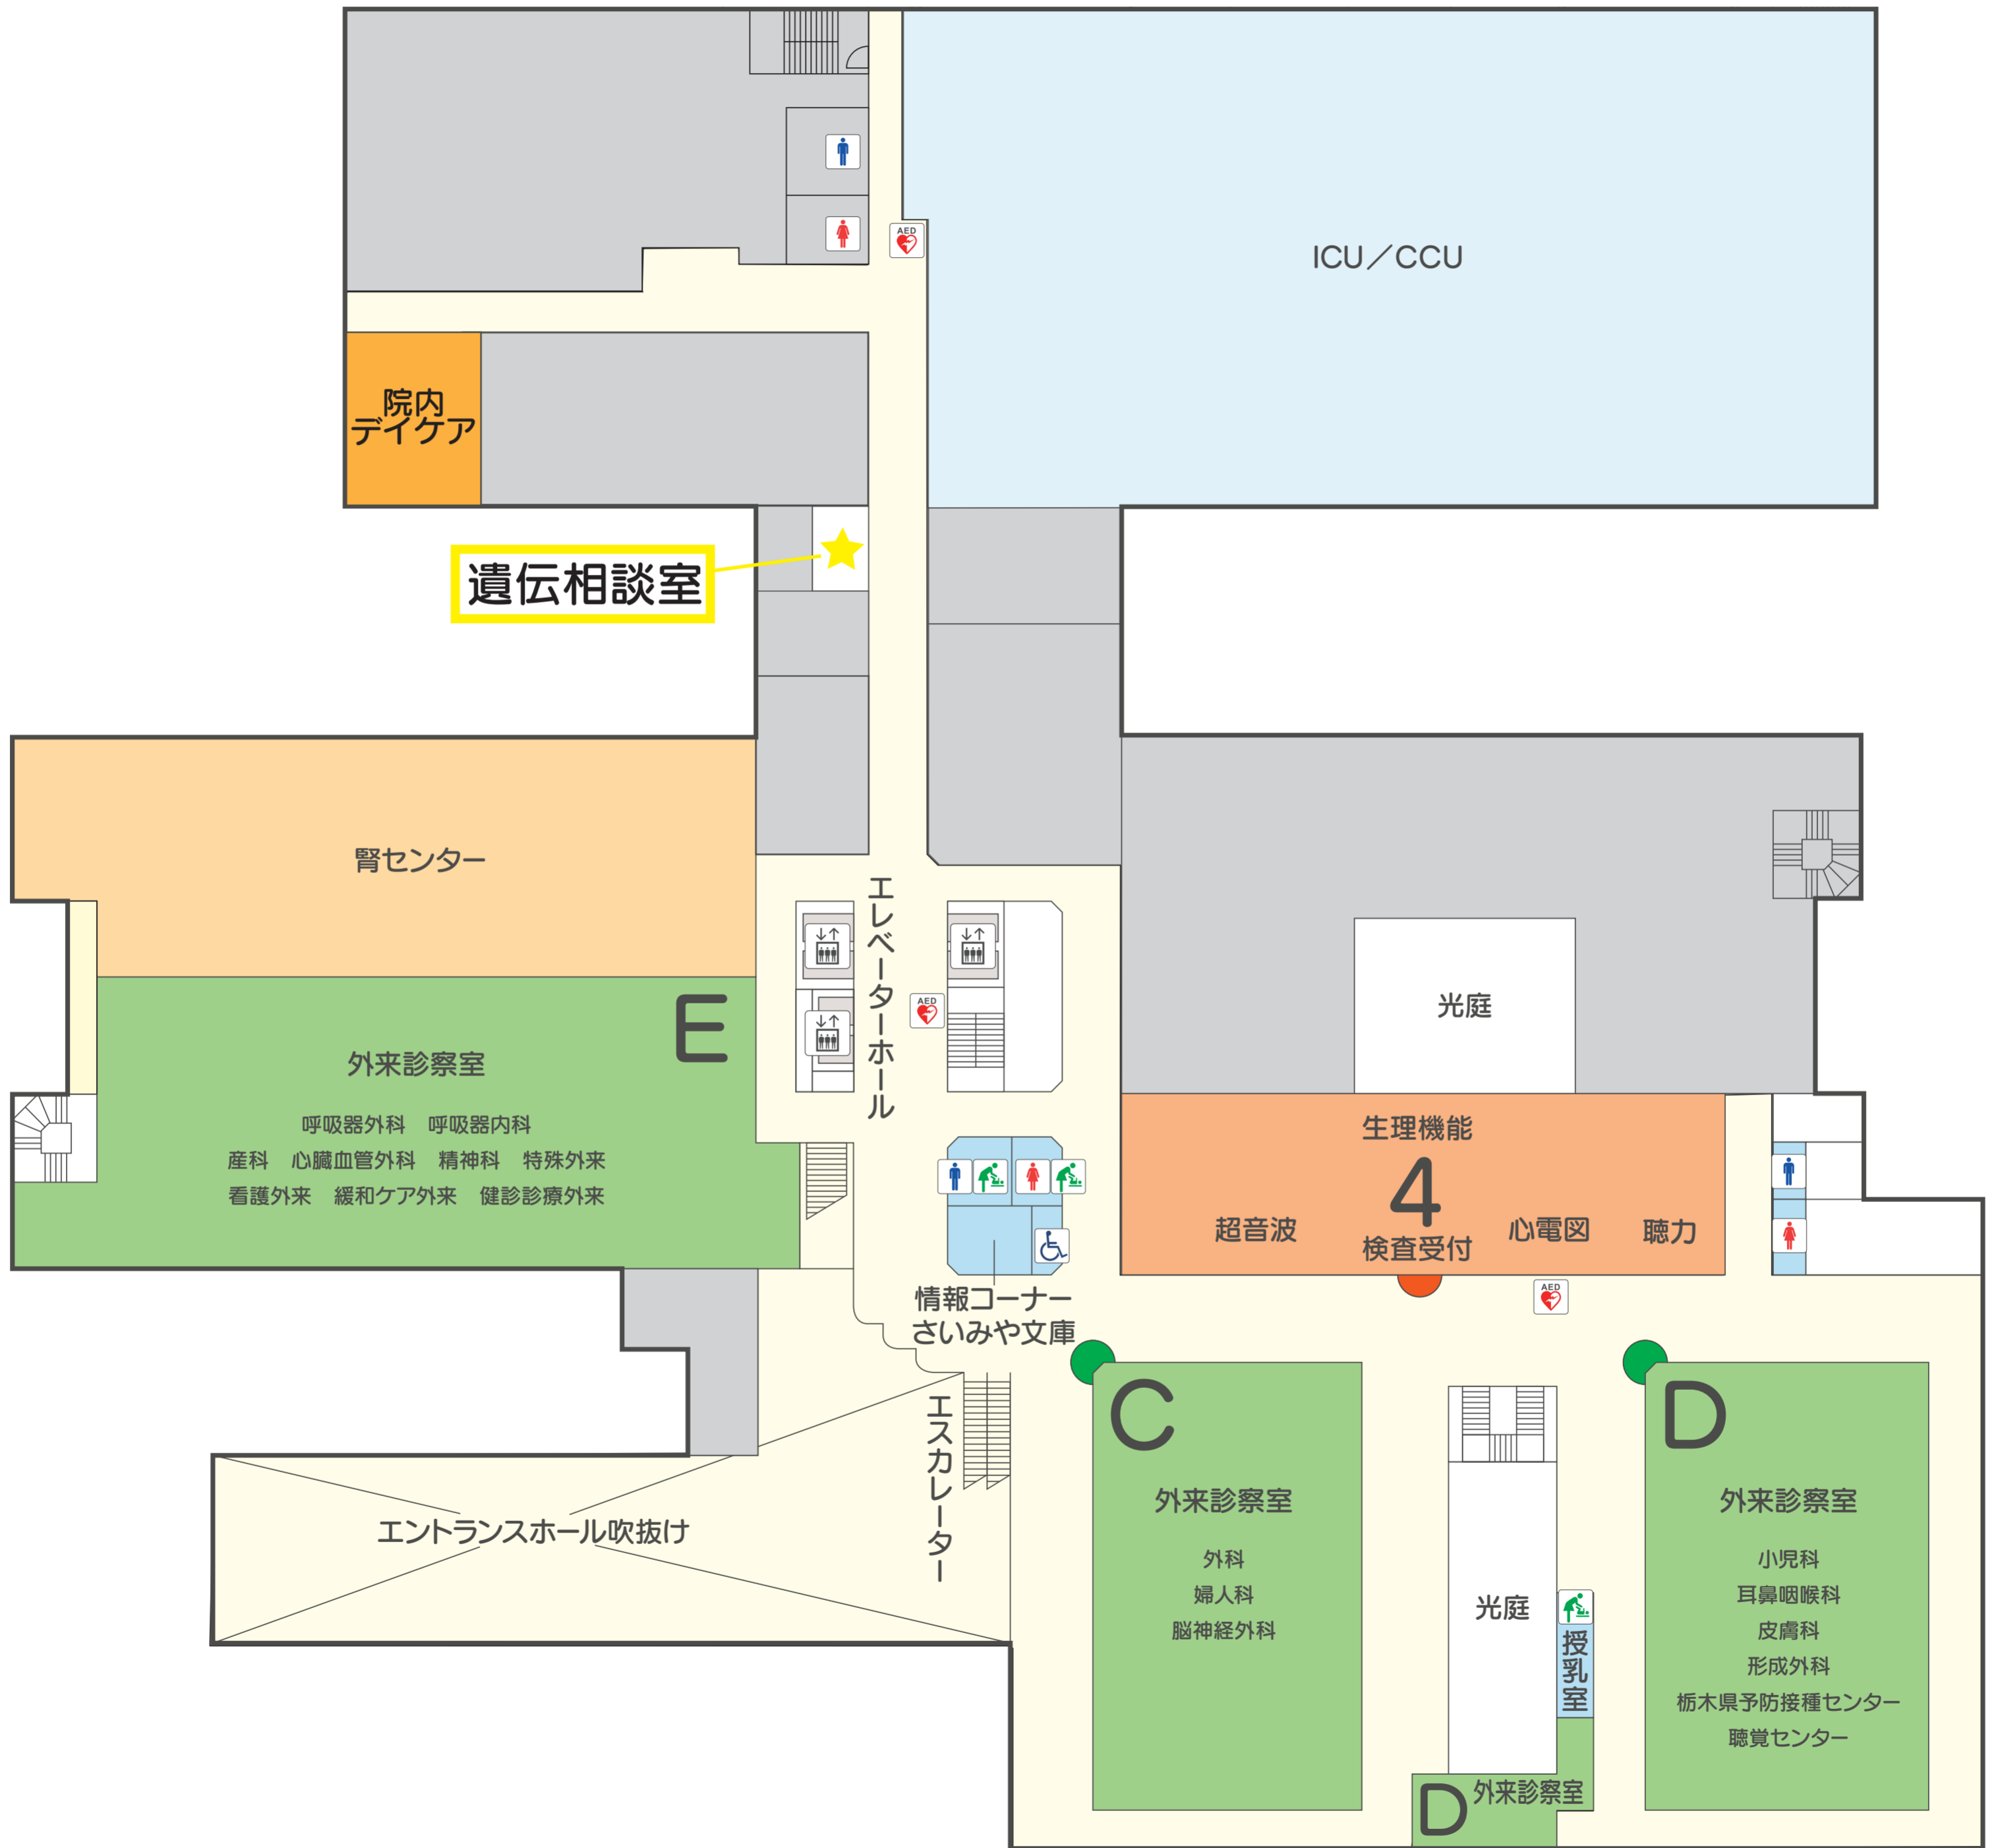 AED
ICU／CCU
院内
デイケア
遺伝相談室
腎センター
エレベーターホール
AED
光庭
E
外来診察室
呼吸器外科 呼吸器内科
産科 心臓血管外科 精神科 特殊外来
看護外来 緩和ケア外来 健診診療外来
生理機能
4
検査受付
超音波
心電図
聴力
AED
情報コーナー
さいみや文庫
エスカレーター
エントランスホール吹抜け
C
外来診察室
外科
婦人科
脳神経外科
光庭
授乳室
D
外来診察室
小児科
耳鼻咽喉科
皮膚科
形成外科
栃木県予防接種センター
聴覚センター
D
外来診察室